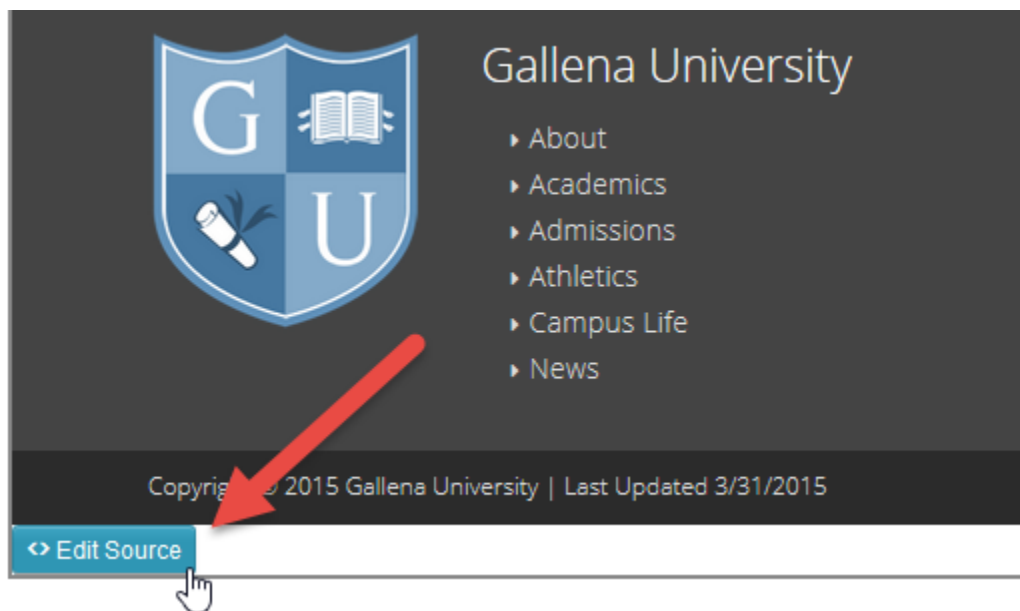 G
U
Gallena University
About
Academics
Admissions
Athletics
Campus Life
News
2015 Gallena University | Last Updated 3/31/2015
<> Edit Source